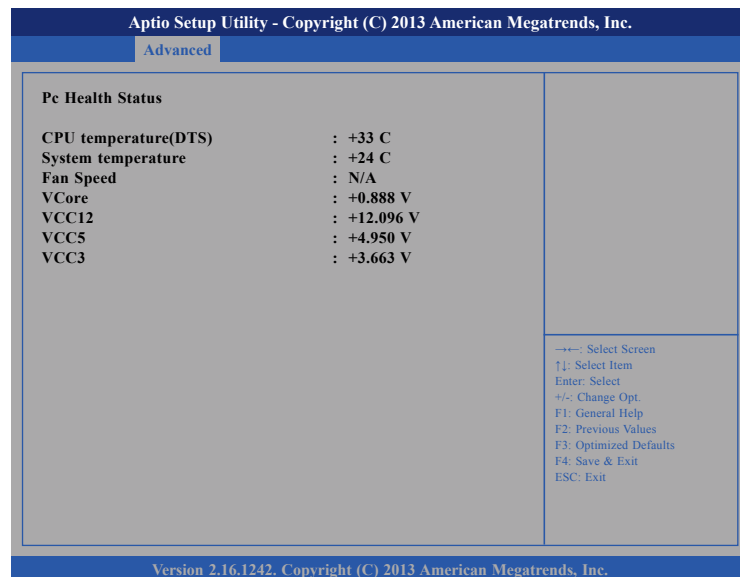 Aptio Setup Utility - Copyright (C) 2013 American Megatrends, Inc.
Advanced
Pc Health Status
CPU temperature(DTS) : +33 C
System temperature : +24 C
Fan Speed : N/A
VCore : +0.888 V
VCC12 : +12.096 V
VCC5 : +4.950 V
VCC3 : +3.663 V
→←: Select Screen
↑↓: Select Item
Enter: Select
+/-: Change Opt.
F1: General Help
F2: Previous Values
F3: Optimized Defaults
F4: Save & Exit
ESC: Exit
Version 2.16.1242. Copyright (C) 2013 American Megatrends, Inc.